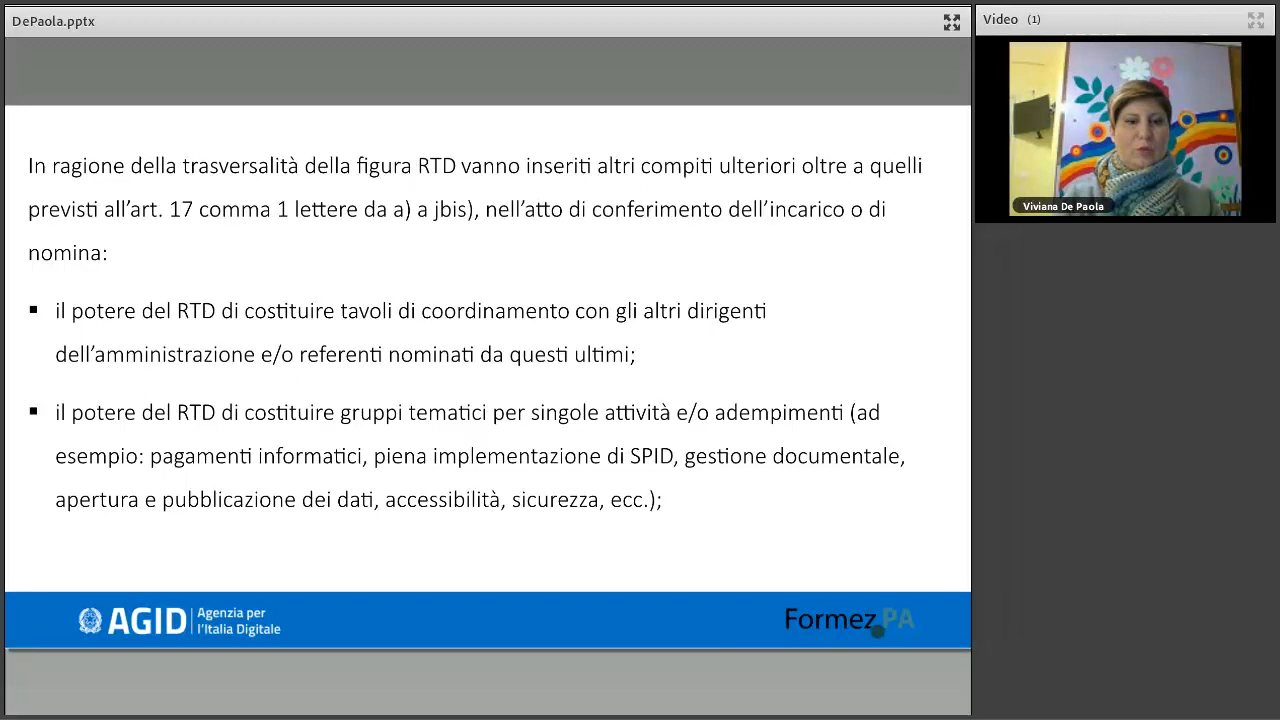 DePaola.pptx
Video (1)
Viviana De Paola
In ragione della trasversalità della figura RTD vanno inseriti altri compiti ulteriori oltre a quelli
previsti all’art. 17 comma 1 lettere da a) a jbis), nell’atto di conferimento dell’incarico o di
nomina:
▪ il potere del RTD di costituire tavoli di coordinamento con gli altri dirigenti
dell’amministrazione e/o referenti nominati da questi ultimi;
▪ il potere del RTD di costituire gruppi tematici per singole attività e/o adempimenti (ad
esempio: pagamenti informatici, piena implementazione di SPID, gestione documentale,
apertura e pubblicazione dei dati, accessibilità, sicurezza, ecc.);
AGID Agenzia per
l’Italia Digitale
Formez PA